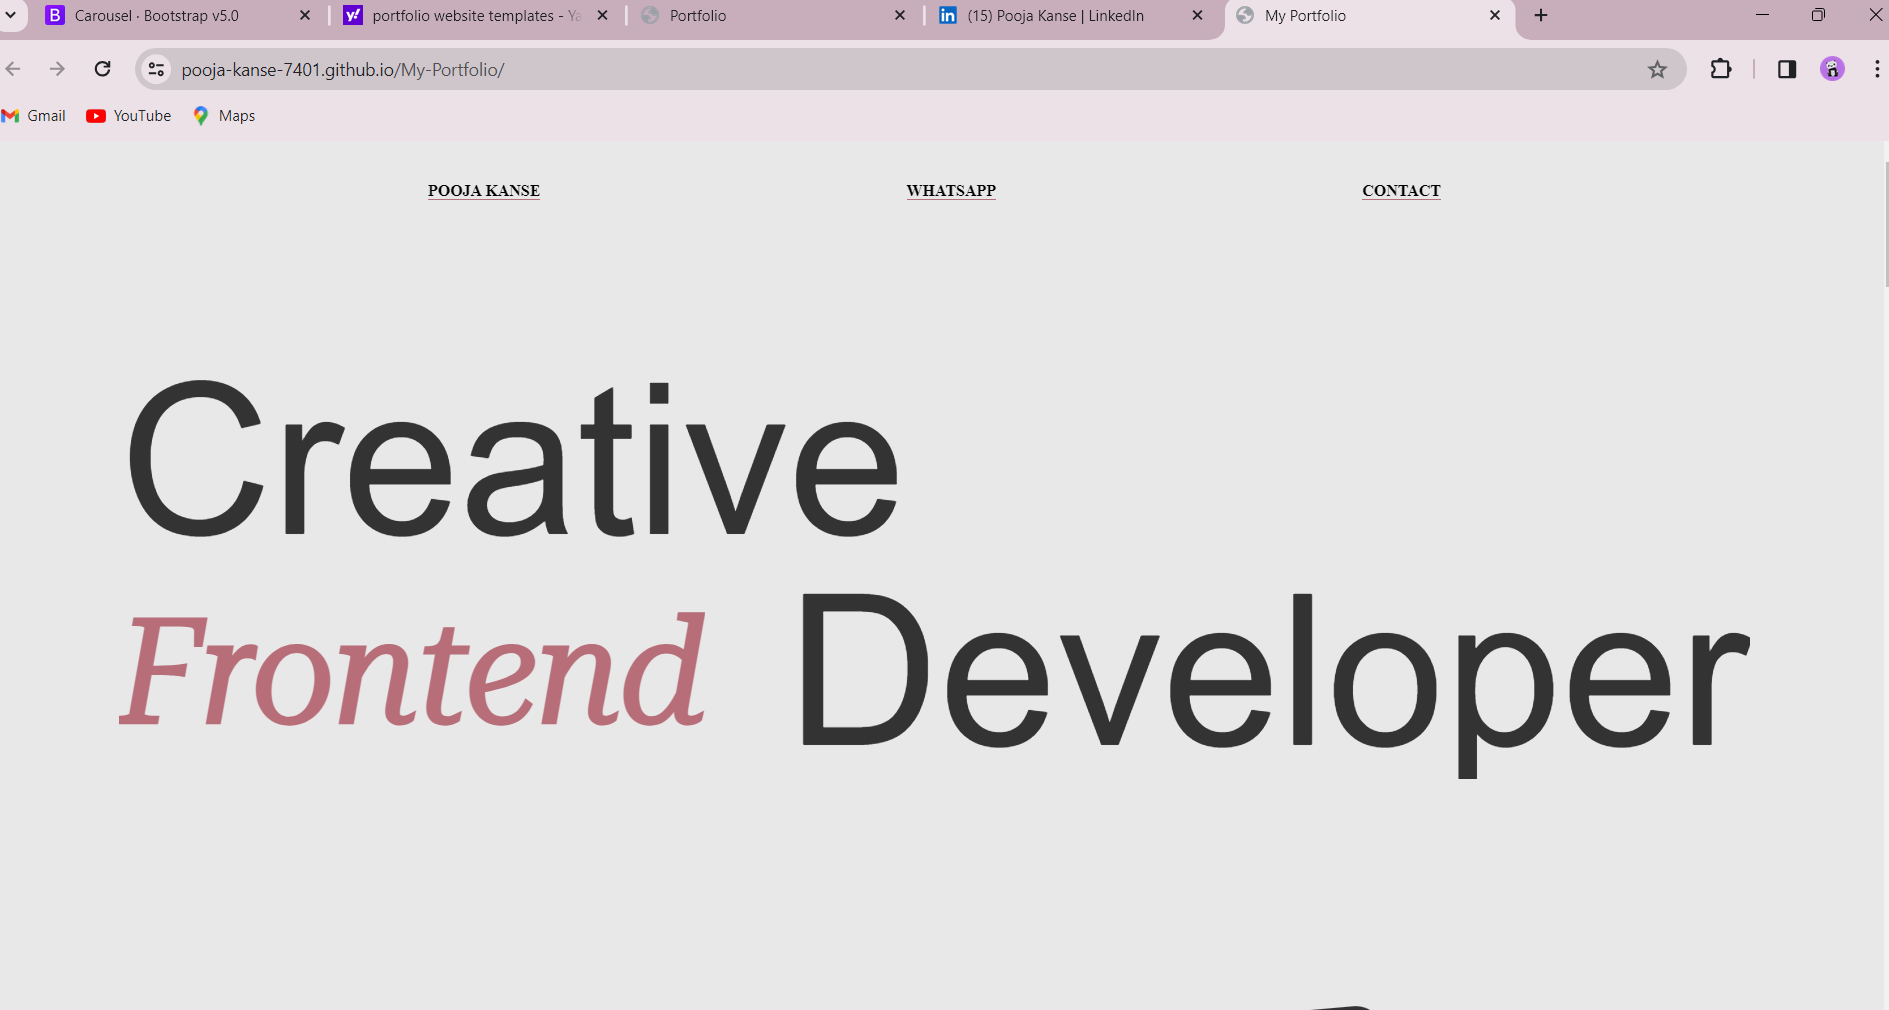 Carousel · Bootstrap v5.0
portfolio website templates - Ya
Portfolio
(15) Pooja Kanse | LinkedIn
My Portfolio
pooja-kanse-7401.github.io/My-Portfolio/
Gmail YouTube Maps
POOJA KANSE WHATSAPP CONTACT
Creative
Frontend Developer